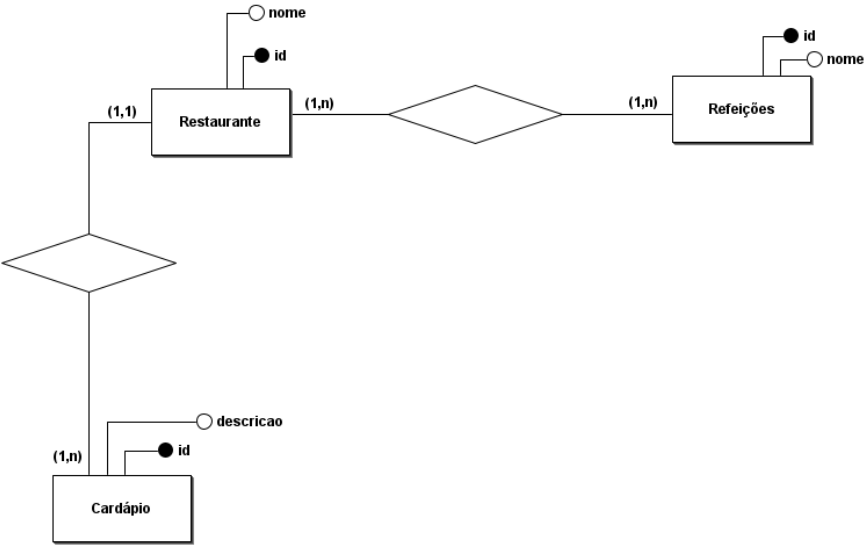 nome
id
id
nome
(1,1)
Restaurante
(1,n)
(1,n)
Refeições
descricao
id
(1,n)
Cardápio